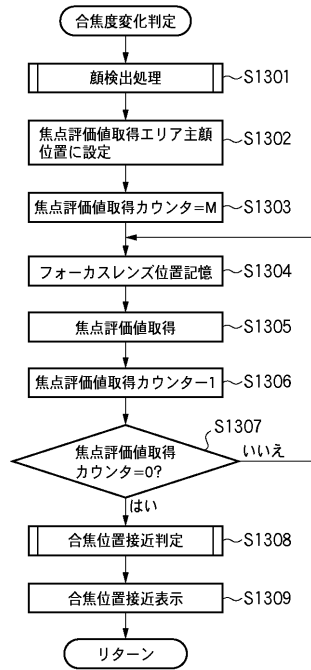 合焦度変化判定
顔検出処理
S1301
焦点評価値取得エリア主顔
位置に設定
S1302
焦点評価値取得カウンター=M
S1303
フォーカスレンズ位置記憶
S1304
焦点評価値取得
S1305
焦点評価値取得カウンター−1
S1306
S1307
焦点評価値取得
カウンター=0?
いいえ
はい
合焦位置接近判定
S1308
合焦位置接近表示
S1309
リターン